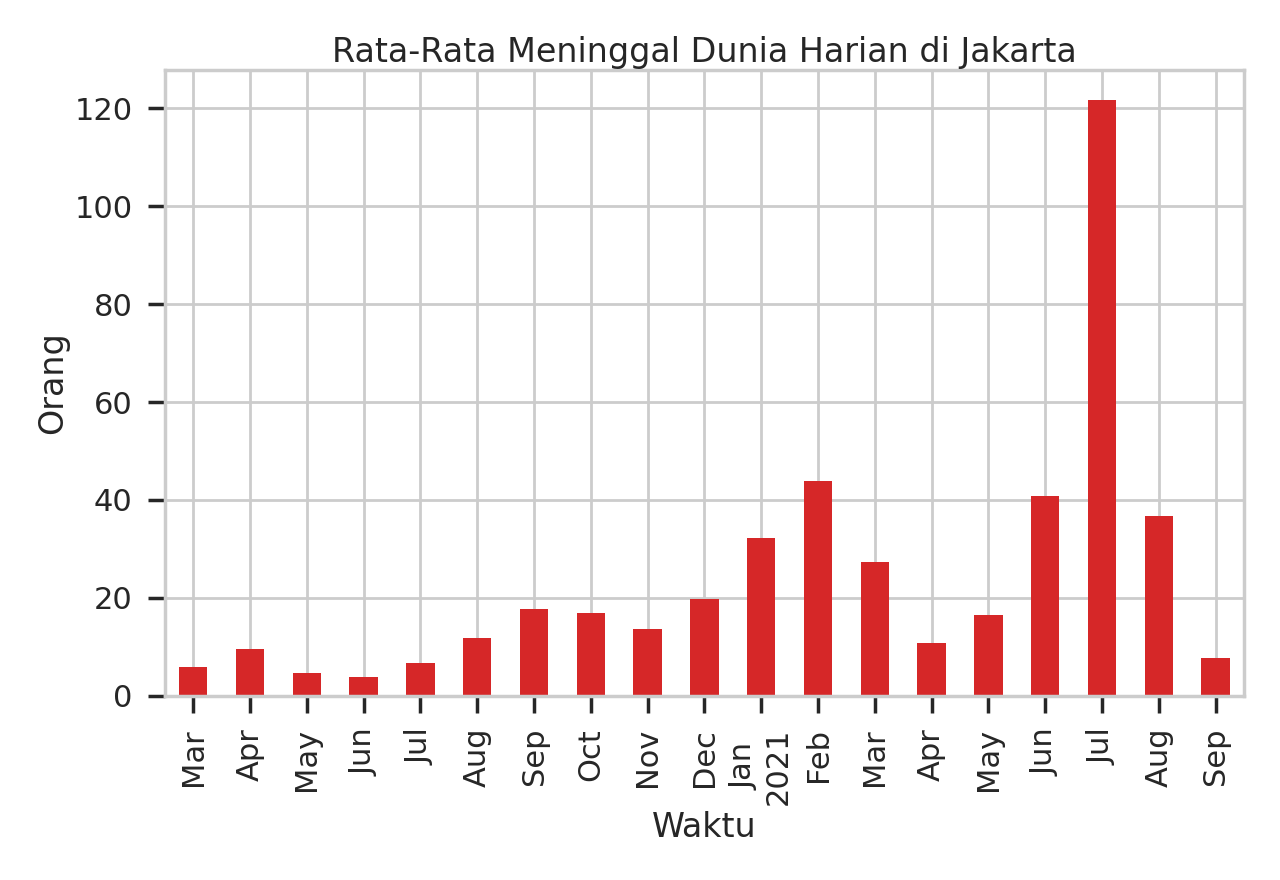 Rata-Rata Meninggal Dunia Harian di Jakarta
120
100
80
60
40
20
0
Orang
Mar
Apr
May
Jun
Jul
Aug
Sep
Oct
Nov
Dec
Jan
2021
Feb
Mar
Apr
May
Jun
Jul
Aug
Sep
Waktu